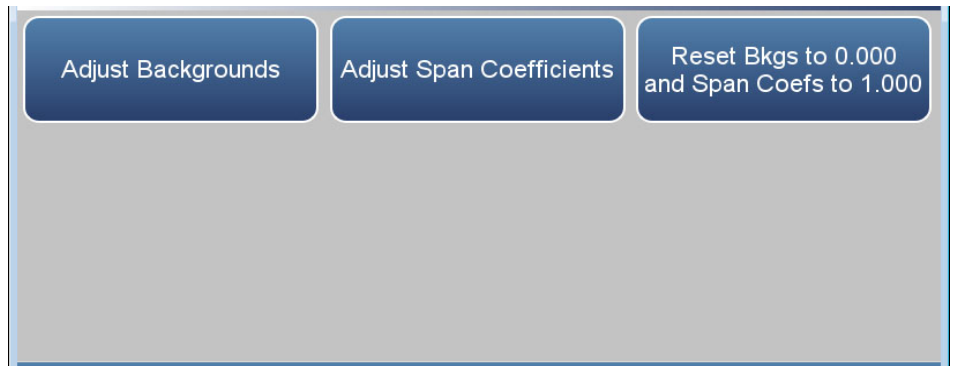 Adjust Backgrounds
Adjust Span Coefficients
Reset Bkgs to 0.000
and Span Coefs to 1.000